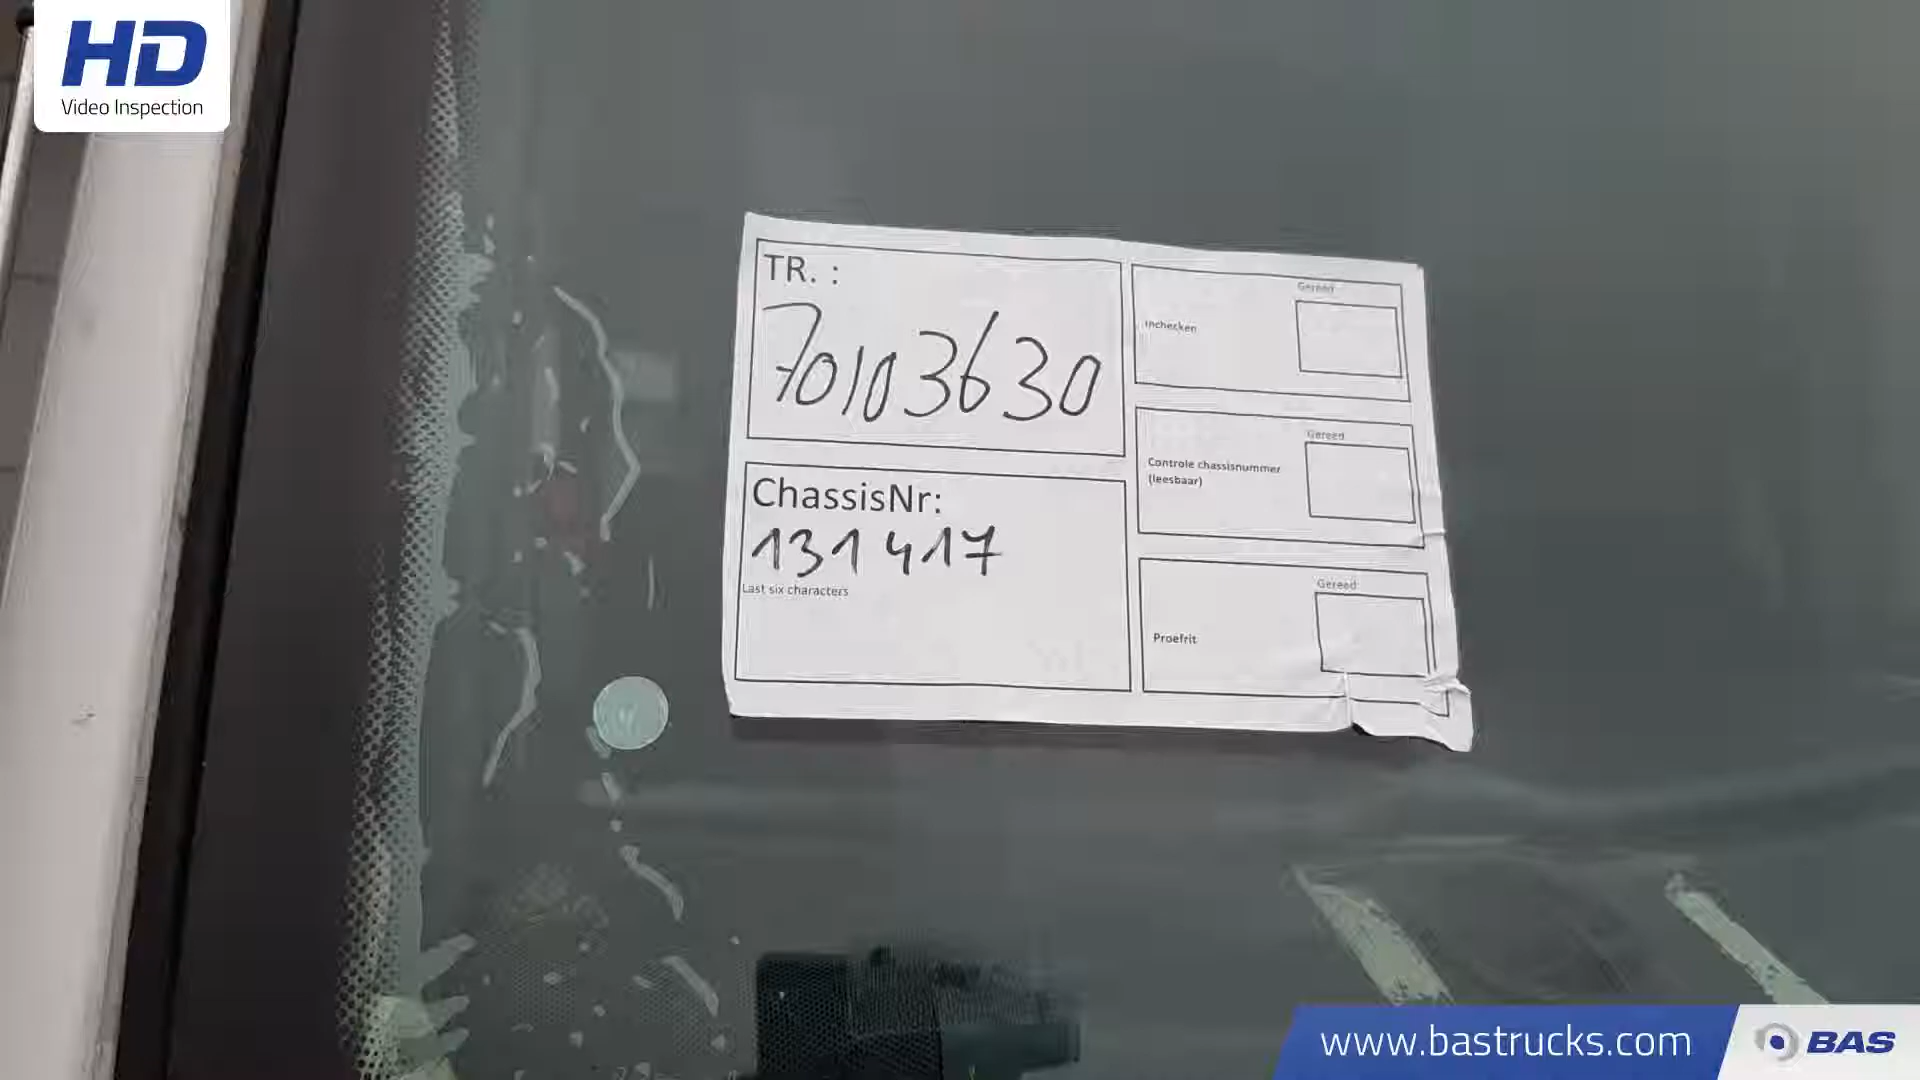 HD
Video Inspection
TR. :
70103630
ChassisNr:
131417
Last six characters
Gereed
Inchecken
Gereed
Controle chassisnummer
(leesbaar)
Gereed
Proefrit
www.bastrucks.com
BAS